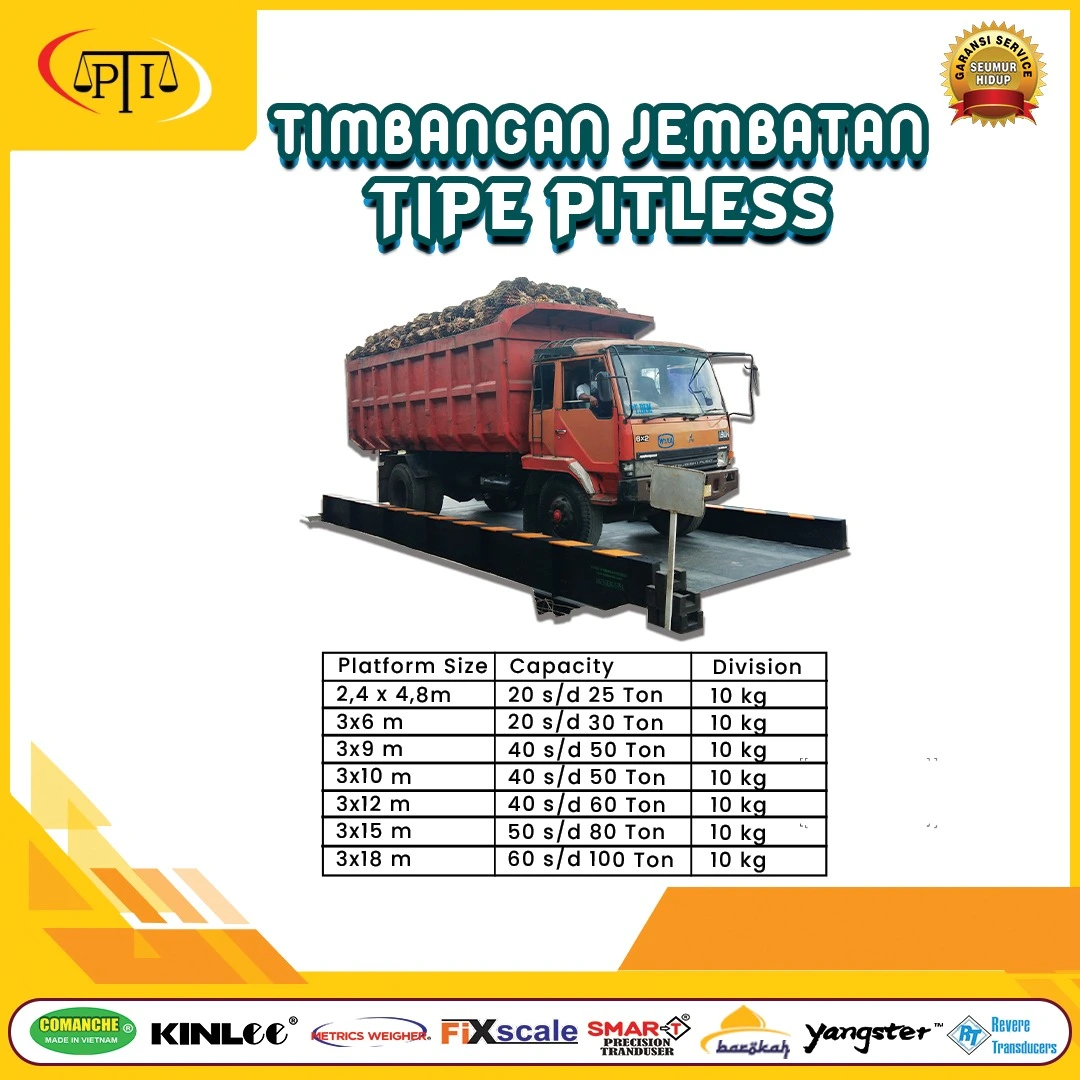 PTI
GARANSI SERVICE
SEUMUR
HIDUP
TIMBANGAN JEMBATAN
TIPE PITLESS
6x2
Platform Size Capacity Division
2,4 x 4,8m 20 s/d 25 Ton 10 kg
3x6 m 20 s/d 30 Ton 10 kg
3x9 m 40 s/d 50 Ton 10 kg
3x10 m 40 s/d 50 Ton 10 kg
3x12 m 40 s/d 60 Ton 10 kg
3x15 m 50 s/d 80 Ton 10 kg
3x18 m 60 s/d 100 Ton 10 kg
COMANCHE ®
MADE IN VIETNAM
KINLEE ®
METRICS WEIGHER ®
FiXscale
SMAR-T ®
PRECISION
TRANDUSER
barokah
yangster ™
RT
Revere
Transducers